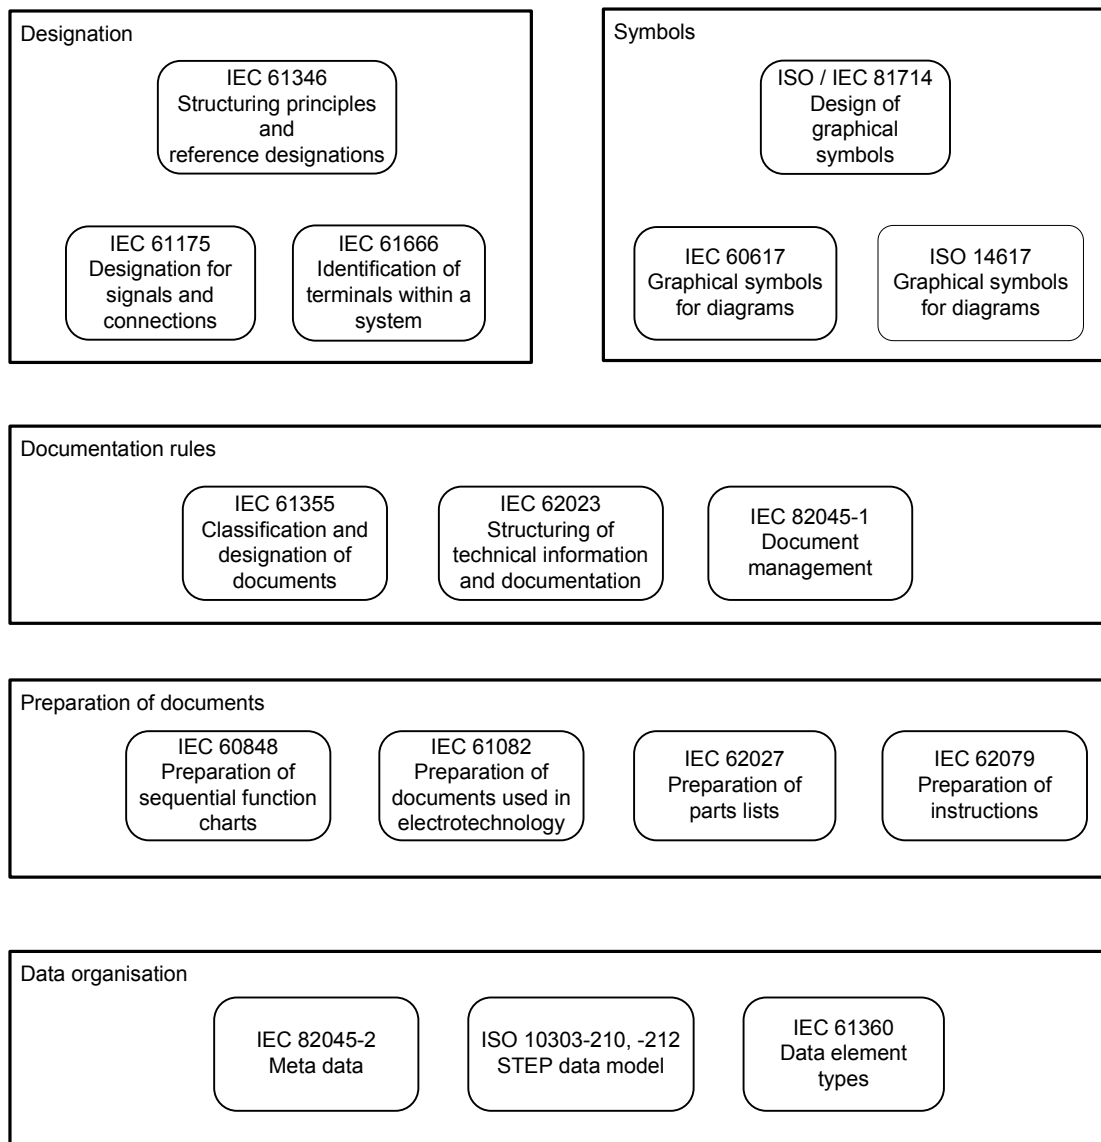 Designation
IEC 61346
Structuring principles
and
reference designations
IEC 61175
Designation for
signals and
connections
IEC 61666
Identification of
terminals within a
system
Symbols
ISO / IEC 81714
Design of
graphical
symbols
IEC 60617
Graphical symbols
for diagrams
ISO 14617
Graphical symbols
for diagrams
Documentation rules
IEC 61355
Classification and
designation of
documents
IEC 62023
Structuring of
technical information
and documentation
IEC 82045-1
Document
management
Preparation of documents
IEC 60848
Preparation of
sequential function
charts
IEC 61082
Preparation of
documents used in
electrotechnology
IEC 62027
Preparation of
parts lists
IEC 62079
Preparation of
instructions
Data organisation
IEC 82045-2
Meta data
ISO 10303-210, -212
STEP data model
IEC 61360
Data element
types